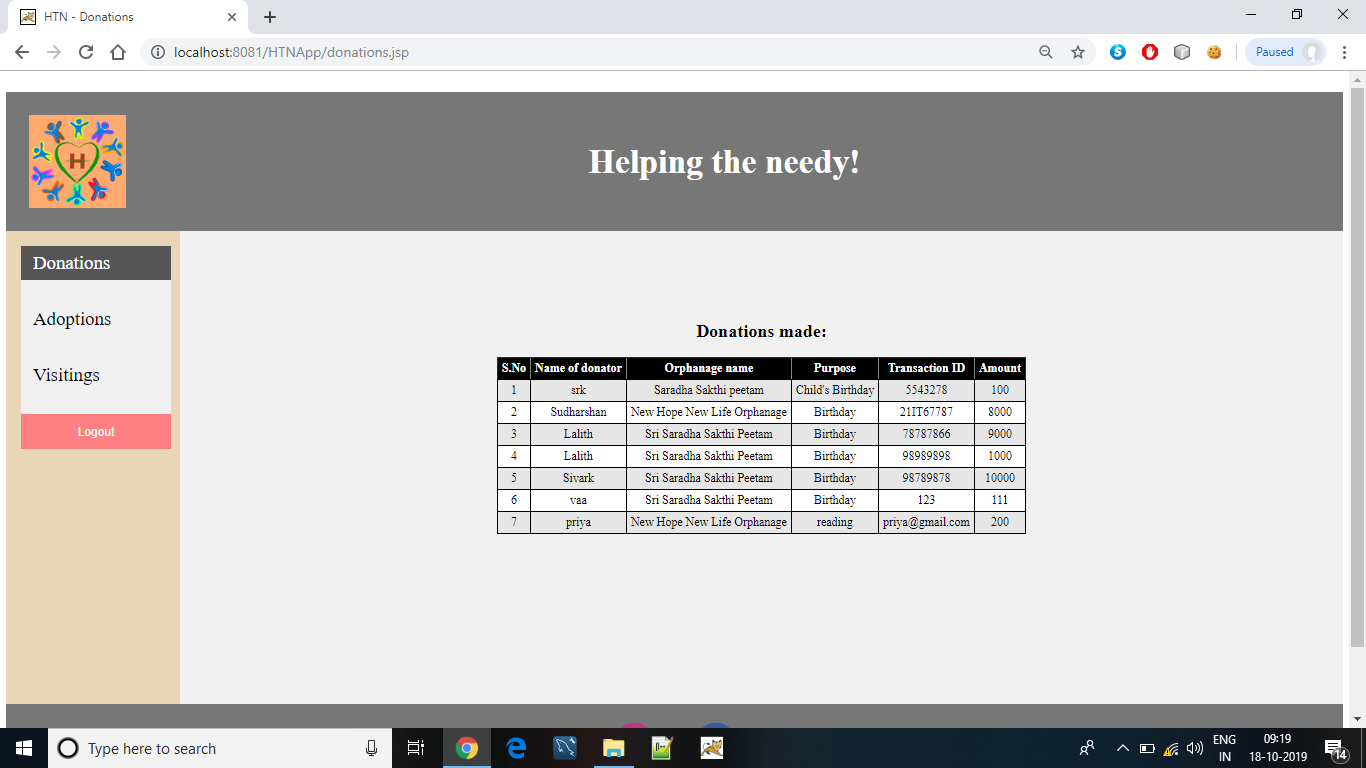 HTN - Donations
localhost:8081/HTNApp/donations.jsp
Paused
H
Helping the needy!
Donations
Adoptions
Visitings
Logout
Donations made:
S.No Name of donator Orphanage name Purpose Transaction ID Amount
1 srk Saradha Sakthi peetam Child's Birthday 5543278 100
2 Sudharshan New Hope New Life Orphanage Birthday 21IT67787 8000
3 Lalith Sri Saradha Sakthi Peetam Birthday 78787866 9000
4 Lalith Sri Saradha Sakthi Peetam Birthday 98989898 1000
5 Sivark Sri Saradha Sakthi Peetam Birthday 98789878 10000
6 vaa Sri Saradha Sakthi Peetam Birthday 123 111
7 priya New Hope New Life Orphanage reading priya@gmail.com 200
Type here to search
ENG
IN
09:19
18-10-2019
14